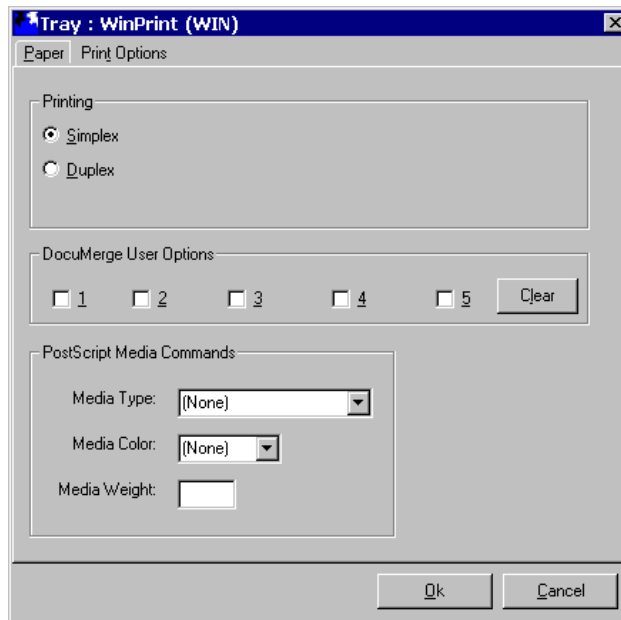 Tray : WinPrint (WIN)
Paper Print Options
Printing
Simplex
Duplex
DocuMerge User Options
1 2 3 4 5 Clear
PostScript Media Commands
Media Type: (None)
Media Color: (None)
Media Weight:
Ok Cancel